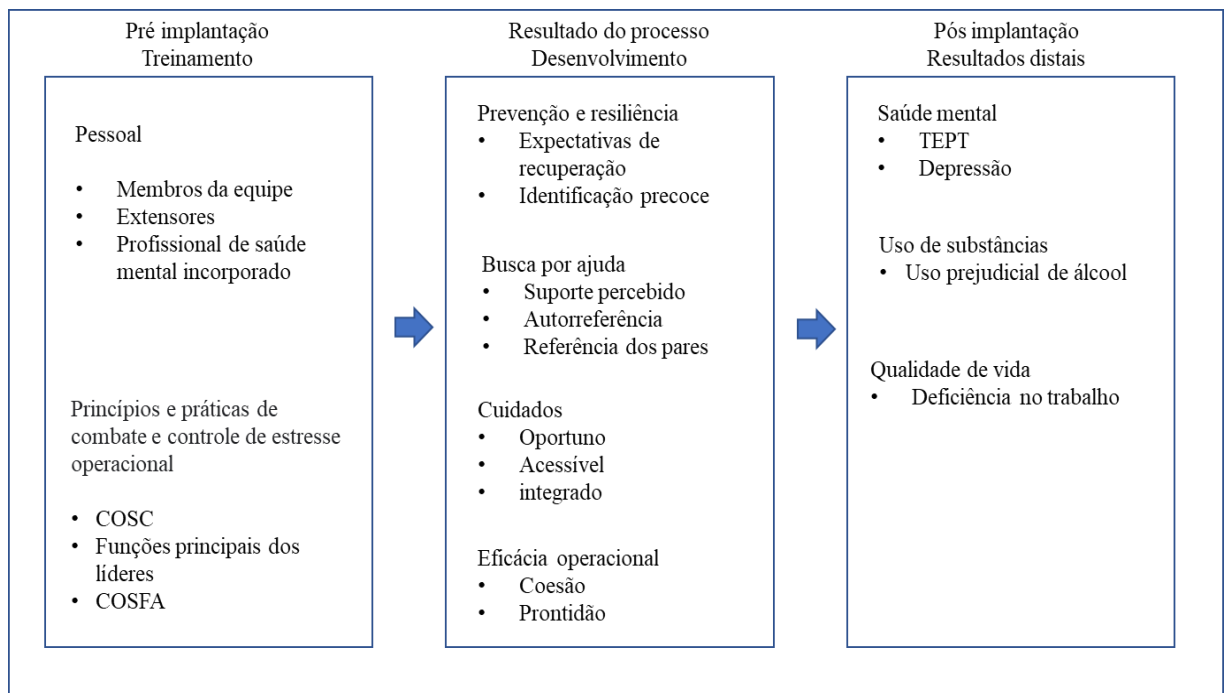 Pré implantação
Treinamento
Pessoal
• Membros da equipe
• Extensores
• Profissional de saúde
mental incorporado
Princípios e práticas de
combate e controle de estresse
operacional
• COSC
• Funções principais dos
líderes
• COSFA
Resultado do processo
Desenvolvimento
Prevenção e resiliência
• Expectativas de
recuperação
• Identificação precoce
Busca por ajuda
• Suporte percebido
• Autorreferência
• Referência dos pares
Cuidados
• Oportuno
• Acessível
• integrado
Eficácia operacional
• Coesão
• Prontidão
Pós implantação
Resultados distais
Saúde mental
• TEPT
• Depressão
Uso de substâncias
• Uso prejudicial de álcool
Qualidade de vida
• Deficiência no trabalho